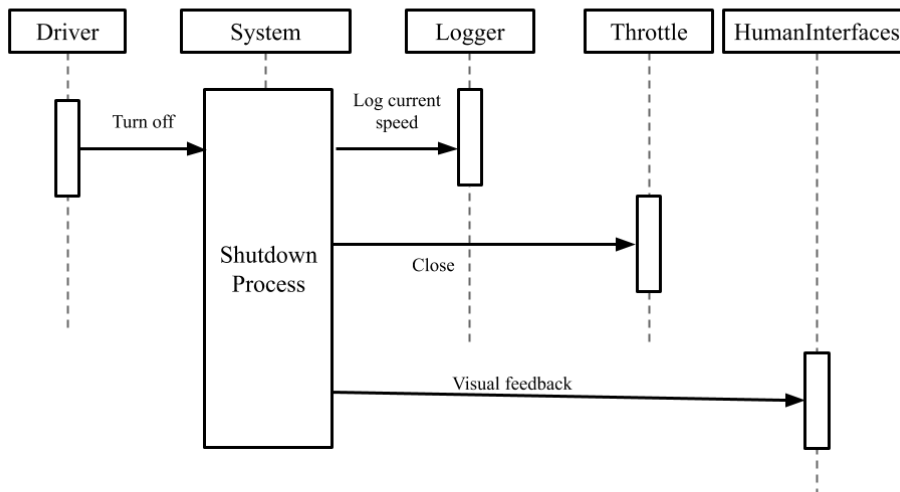 Driver
System
Logger
Throttle
HumanInterfaces
Turn off
Log current
speed
Shutdown
Process
Close
Visual feedback